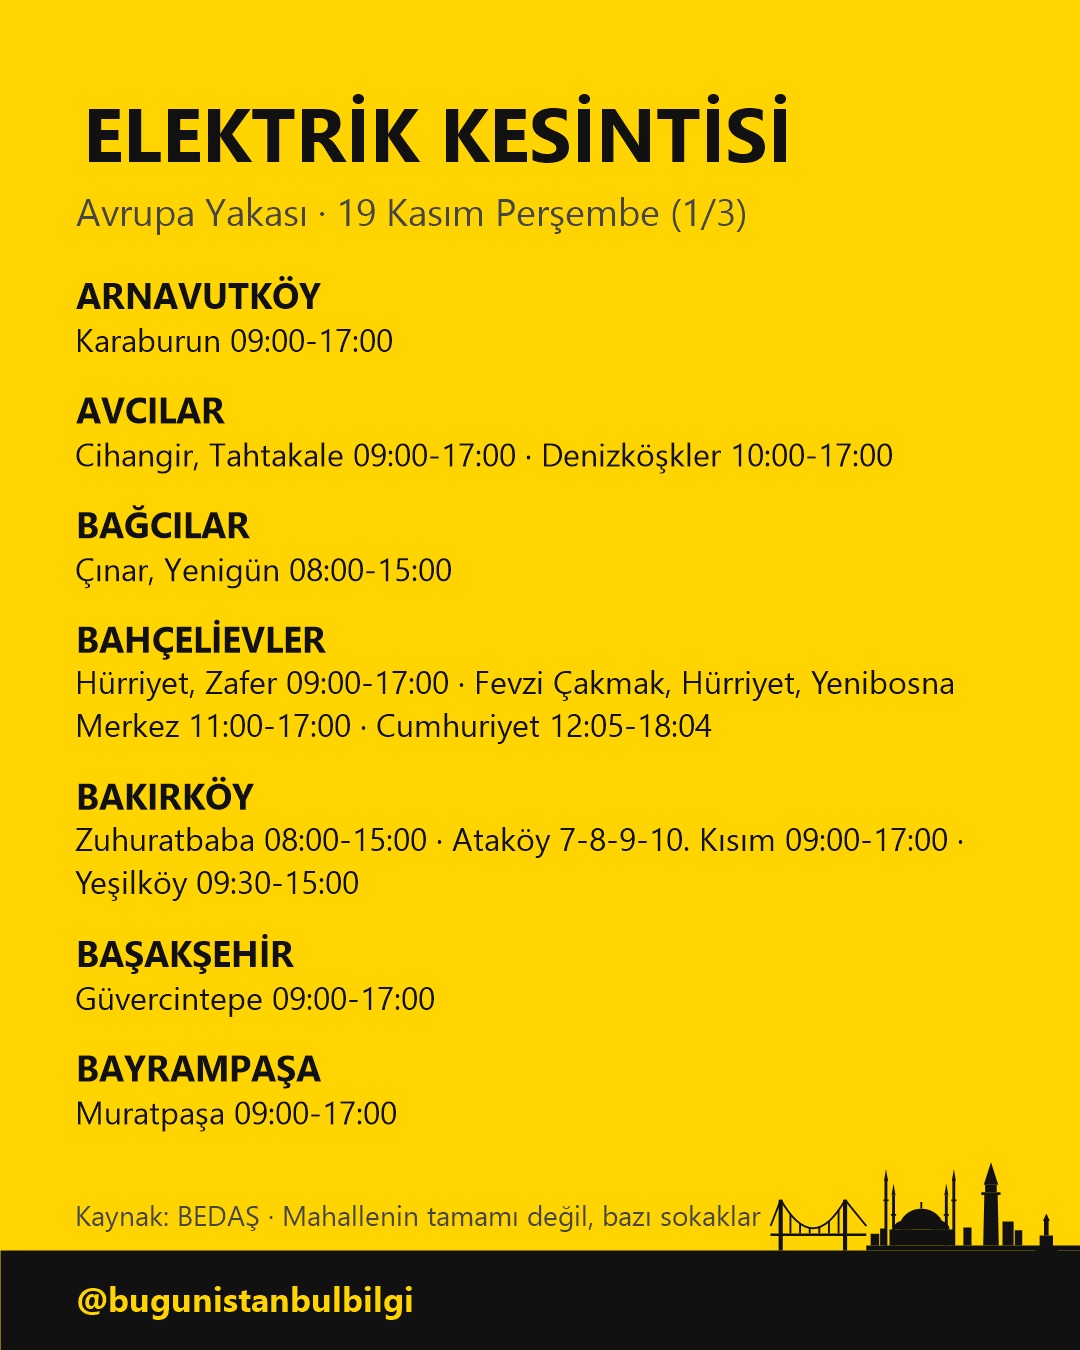 ELEKTRİK KESİNTİSİ
Avrupa Yakası · 19 Kasım Perşembe (1/3)
ARNAVUTKÖY
Karaburun 09:00-17:00
AVCILAR
Cihangir, Tahtakale 09:00-17:00 · Denizköşkler 10:00-17:00
BAĞCILAR
Çınar, Yenigün 08:00-15:00
BAHÇELİEVLER
Hürriyet, Zafer 09:00-17:00 · Fevzi Çakmak, Hürriyet, Yenibosna
Merkez 11:00-17:00 · Cumhuriyet 12:05-18:04
BAKIRKÖY
Zuhuratbaba 08:00-15:00 · Ataköy 7-8-9-10. Kısım 09:00-17:00 ·
Yeşilköy 09:30-15:00
BAŞAKŞEHİR
Güvercintepe 09:00-17:00
BAYRAMPAŞA
Muratpaşa 09:00-17:00
Kaynak: BEDAŞ · Mahallenin tamamı değil, bazı sokaklar
@bugunistanbulbilgi